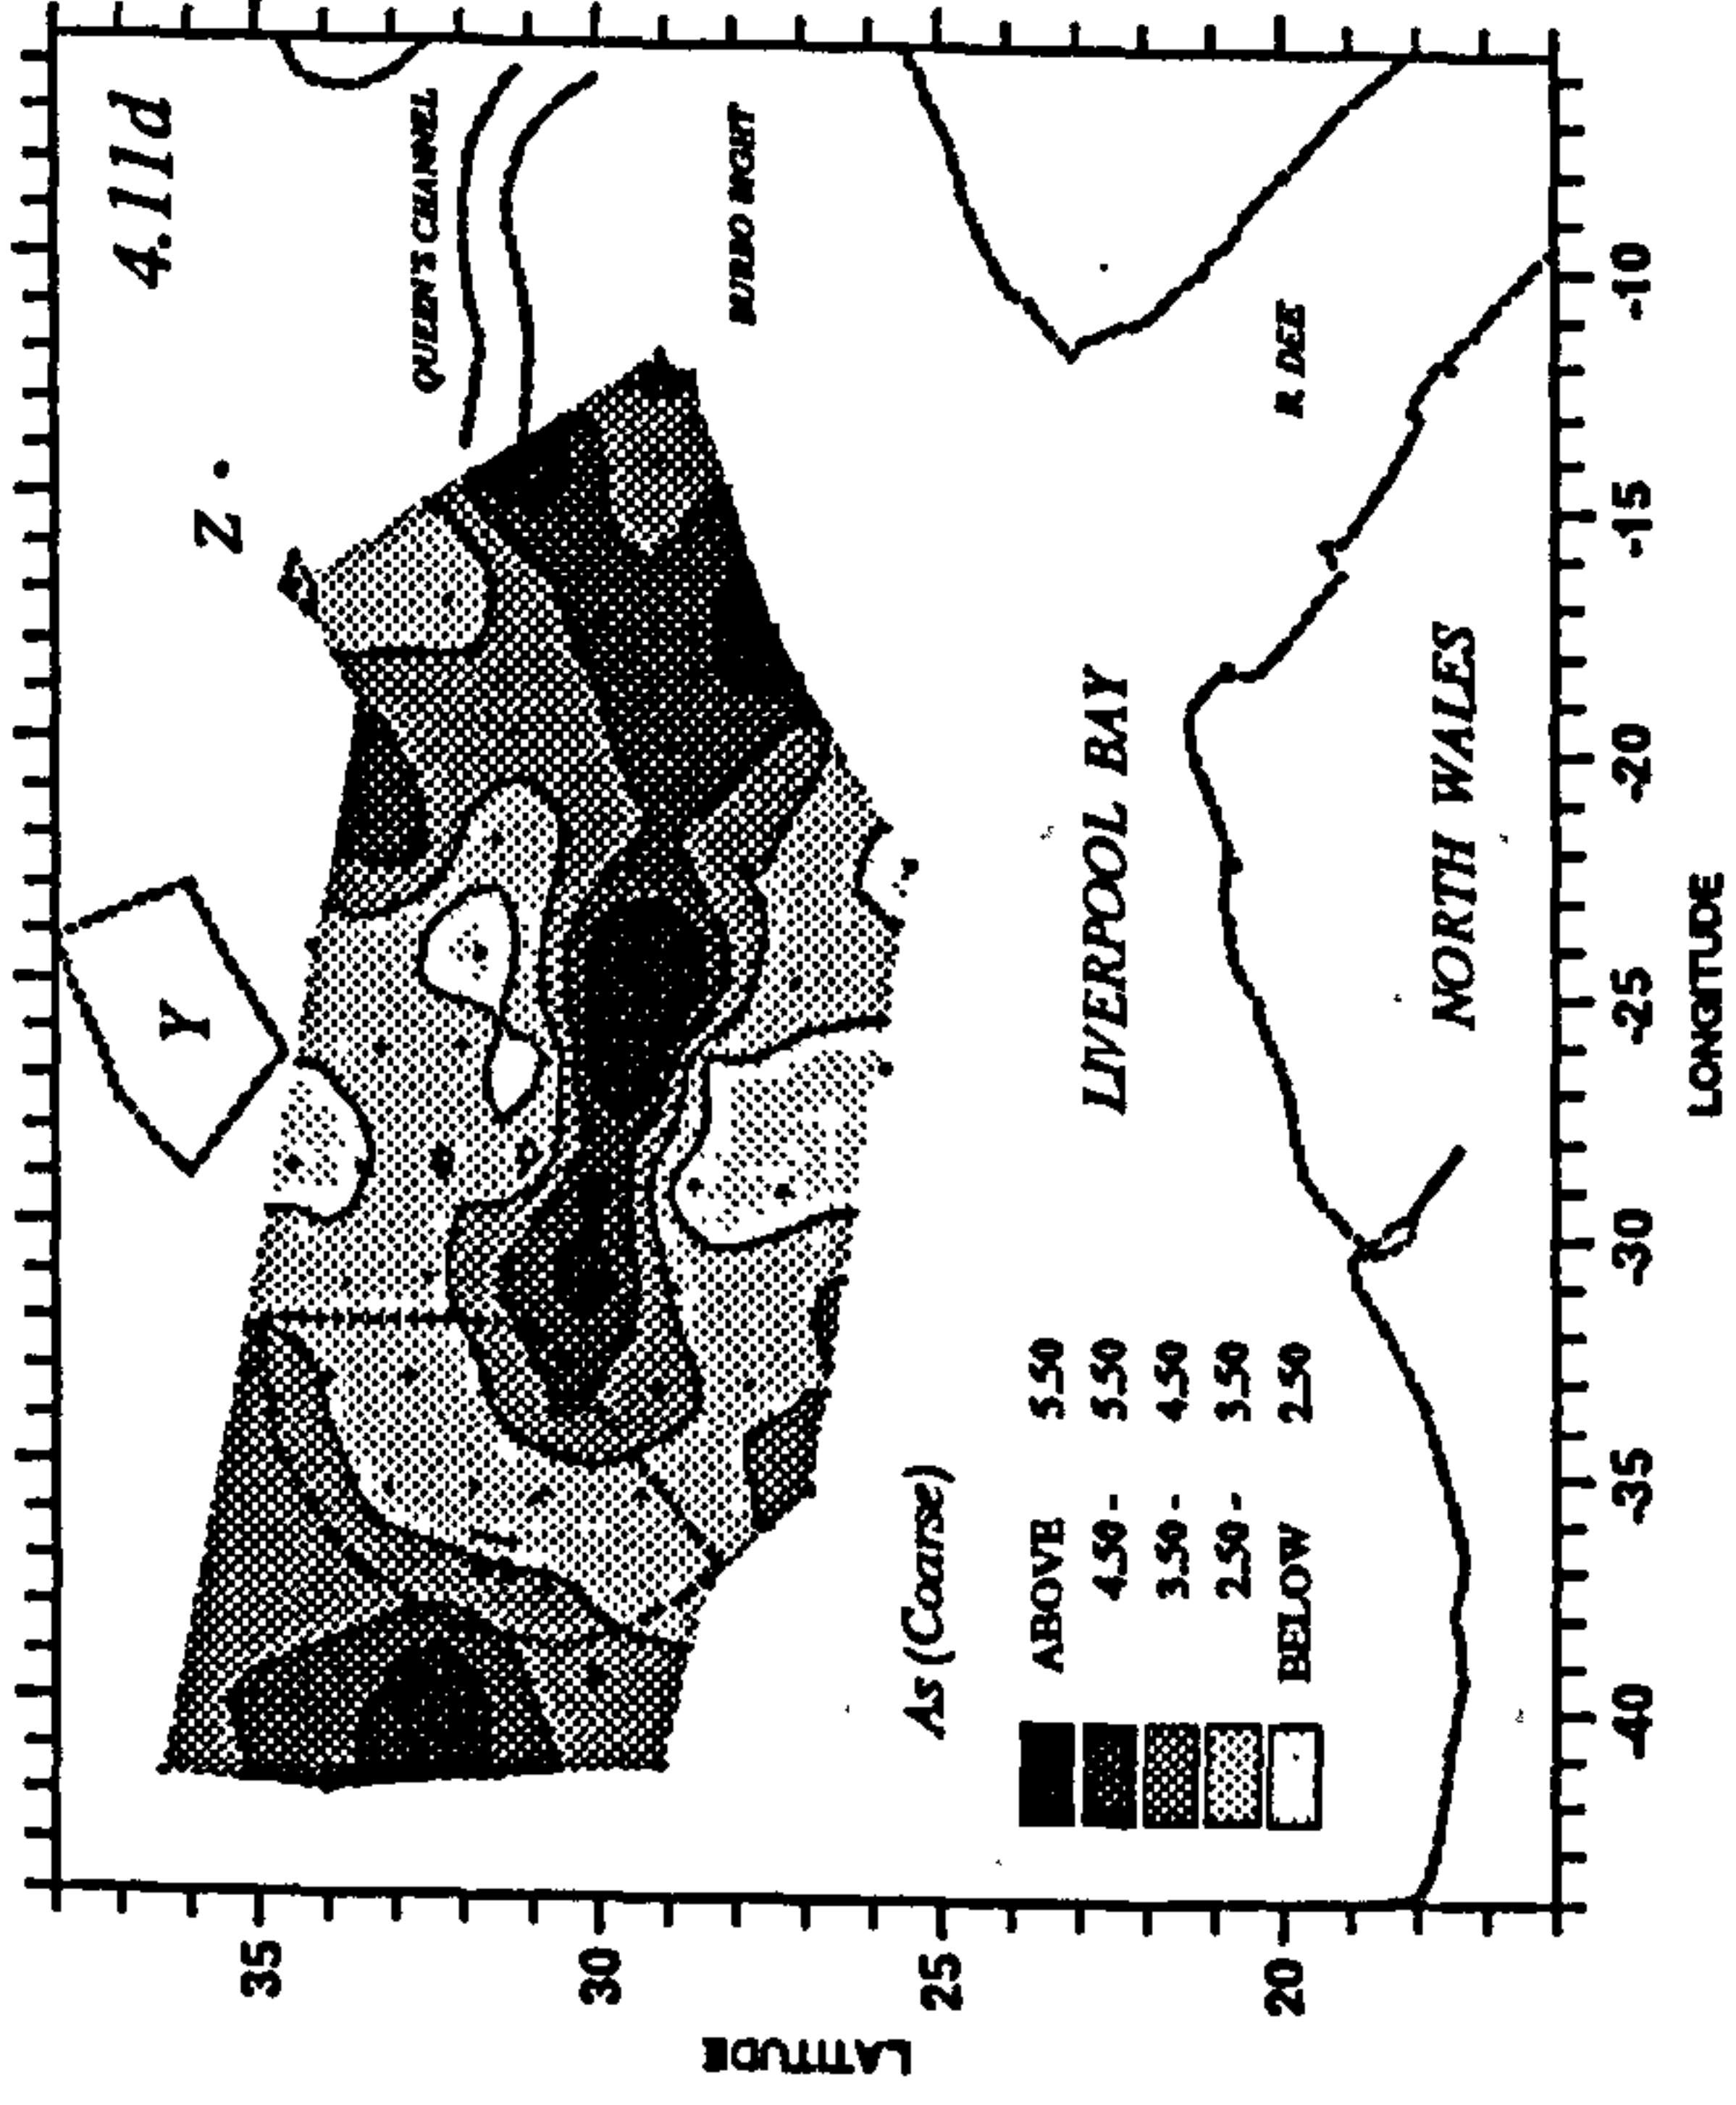 4.11d
Z
Y
QUEEN'S CHANNEL
BURBO BIGHT
R. DEE
LIVERPOOL BAY
NORTH WALES
As (Coarse)
ABOVE 5.50
4.50 - 5.50
3.50 - 4.50
2.50 - 3.50
BELOW 2.50
LATITUDE
35
30
25
20
-40
-35
-30
-25
-20
-15
-10
LONGITUDE